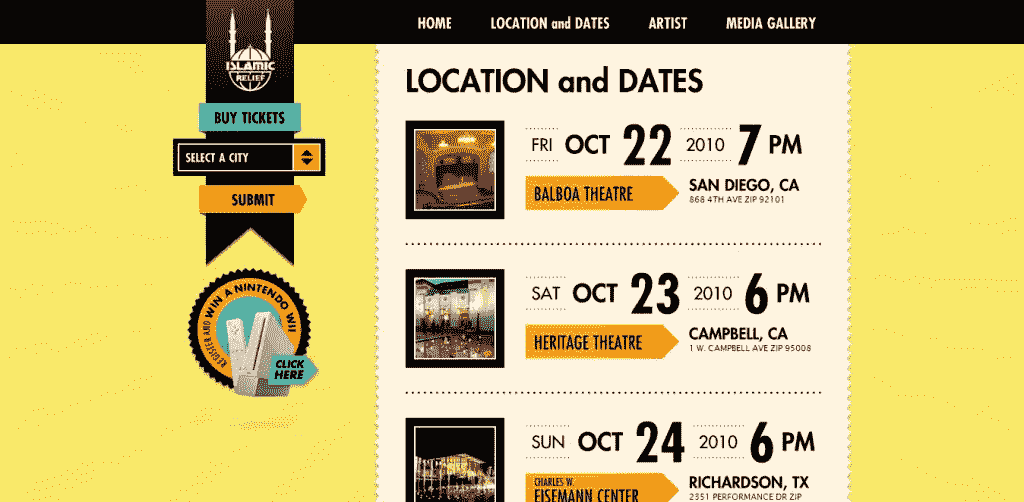 HOME LOCATION and DATES ARTIST MEDIA GALLERY
ISLAMIC
RELIEF
BUY TICKETS
SELECT A CITY
SUBMIT
REGISTER AND WIN A NINTENDO WII!
CLICK
HERE
LOCATION and DATES
FRI OCT 22 2010 7 PM
BALBOA THEATRE
SAN DIEGO, CA
868 4TH AVE ZIP 92101
SAT OCT 23 2010 6 PM
HERITAGE THEATRE
CAMPBELL, CA
1 W. CAMPBELL AVE ZIP 95008
SUN OCT 24 2010 6 PM
CHARLES W.
EISEMANN CENTER
RICHARDSON, TX
2351 PERFORMANCE DR ZIP